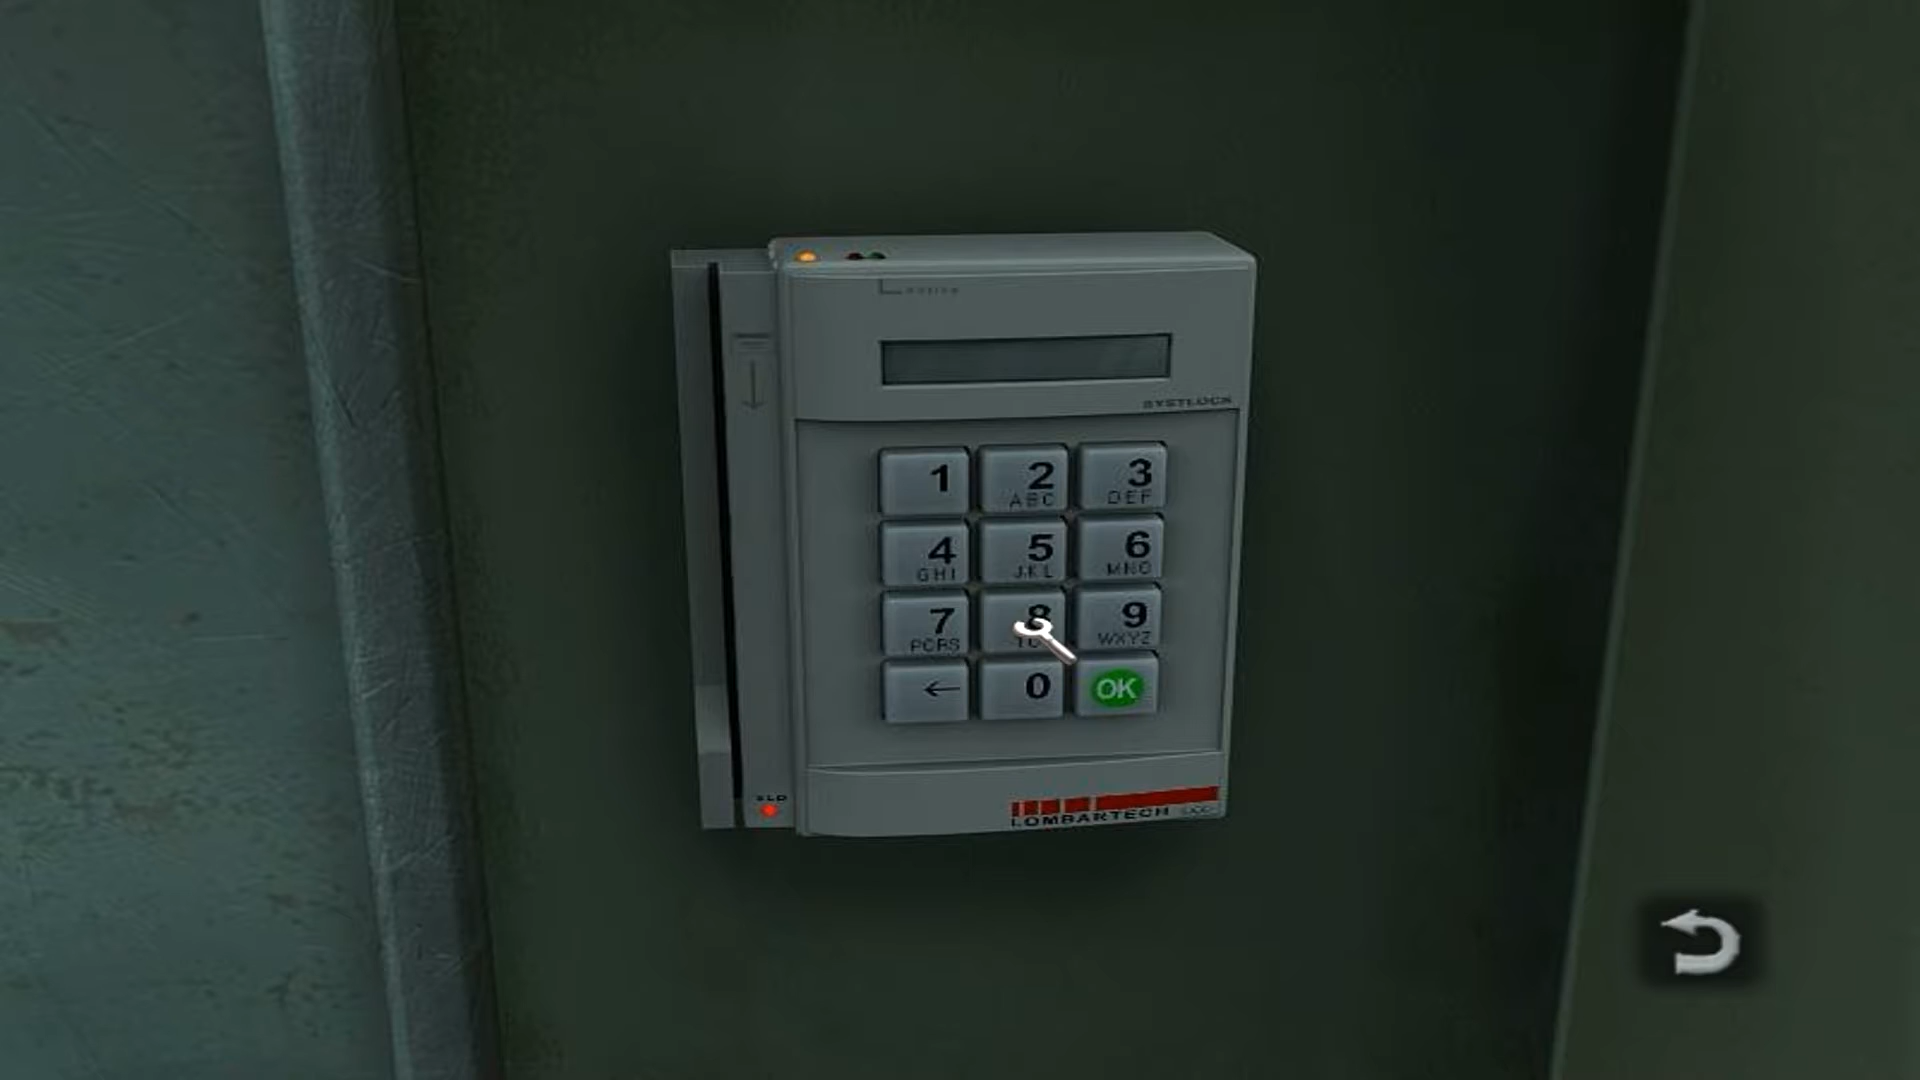 SYSTLOCK
1
2
ABC
3
DEF
4
GHI
5
JKL
6
MNO
7
PQRS
8
9
WXYZ
0
OK
LOMBARTECH